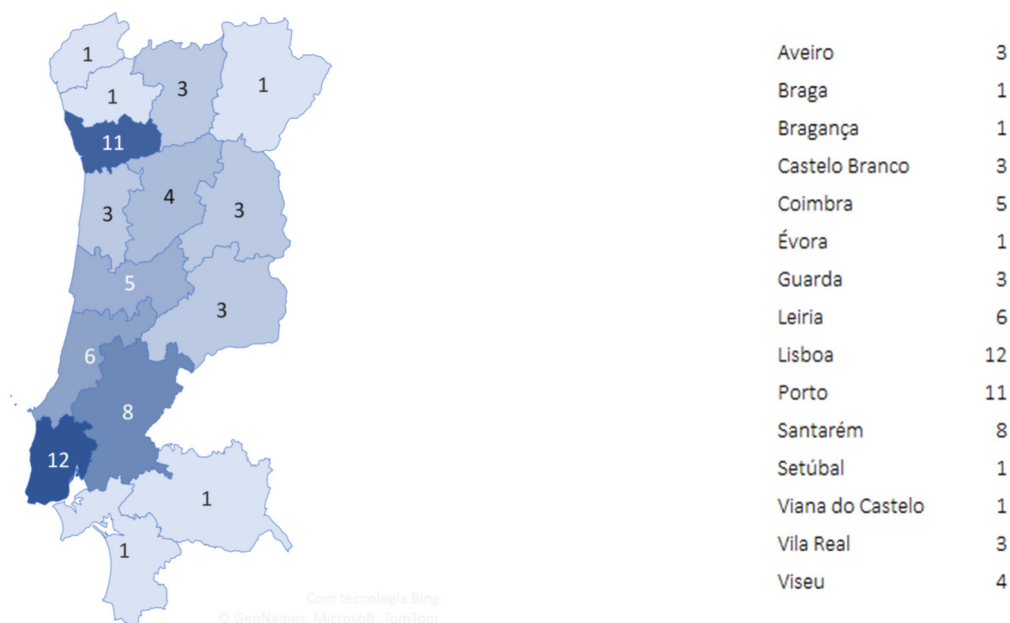 1
3
1
1
11
4
3
3
5
3
6
8
12
1
1
Com tecnologia Bing
© GeoNames, Microsoft, TomTom
Aveiro 3
Braga 1
Bragança 1
Castelo Branco 3
Coimbra 5
Évora 1
Guarda 3
Leiria 6
Lisboa 12
Porto 11
Santarém 8
Setúbal 1
Viana do Castelo 1
Vila Real 3
Viseu 4